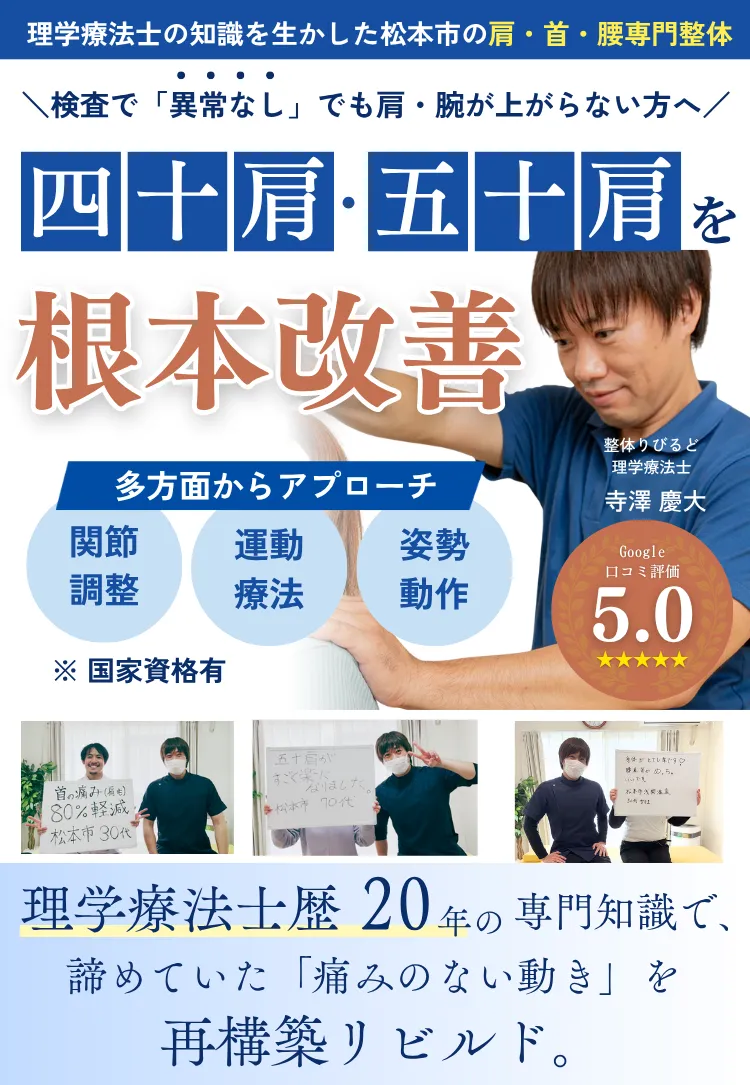 理学療法士の知識を生かした松本市の肩・首・腰専門整体
＼検査で「異常なし」でも肩・腕が上がらない方へ／
四十肩・五十肩を
根本改善
整体りびるど
理学療法士
寺澤 慶大
多方面からアプローチ
関節
調整
運動
療法
姿勢
動作
※ 国家資格有
Google
口コミ評価
5.0
★★★★★
首の痛み(肩も)
80%軽減
松本市 30代
五十肩が
すごく楽に
なりました。
松本市 70代
理学療法士歴 20年の専門知識で、
諦めていた「痛みのない動き」を
再構築リビルド。